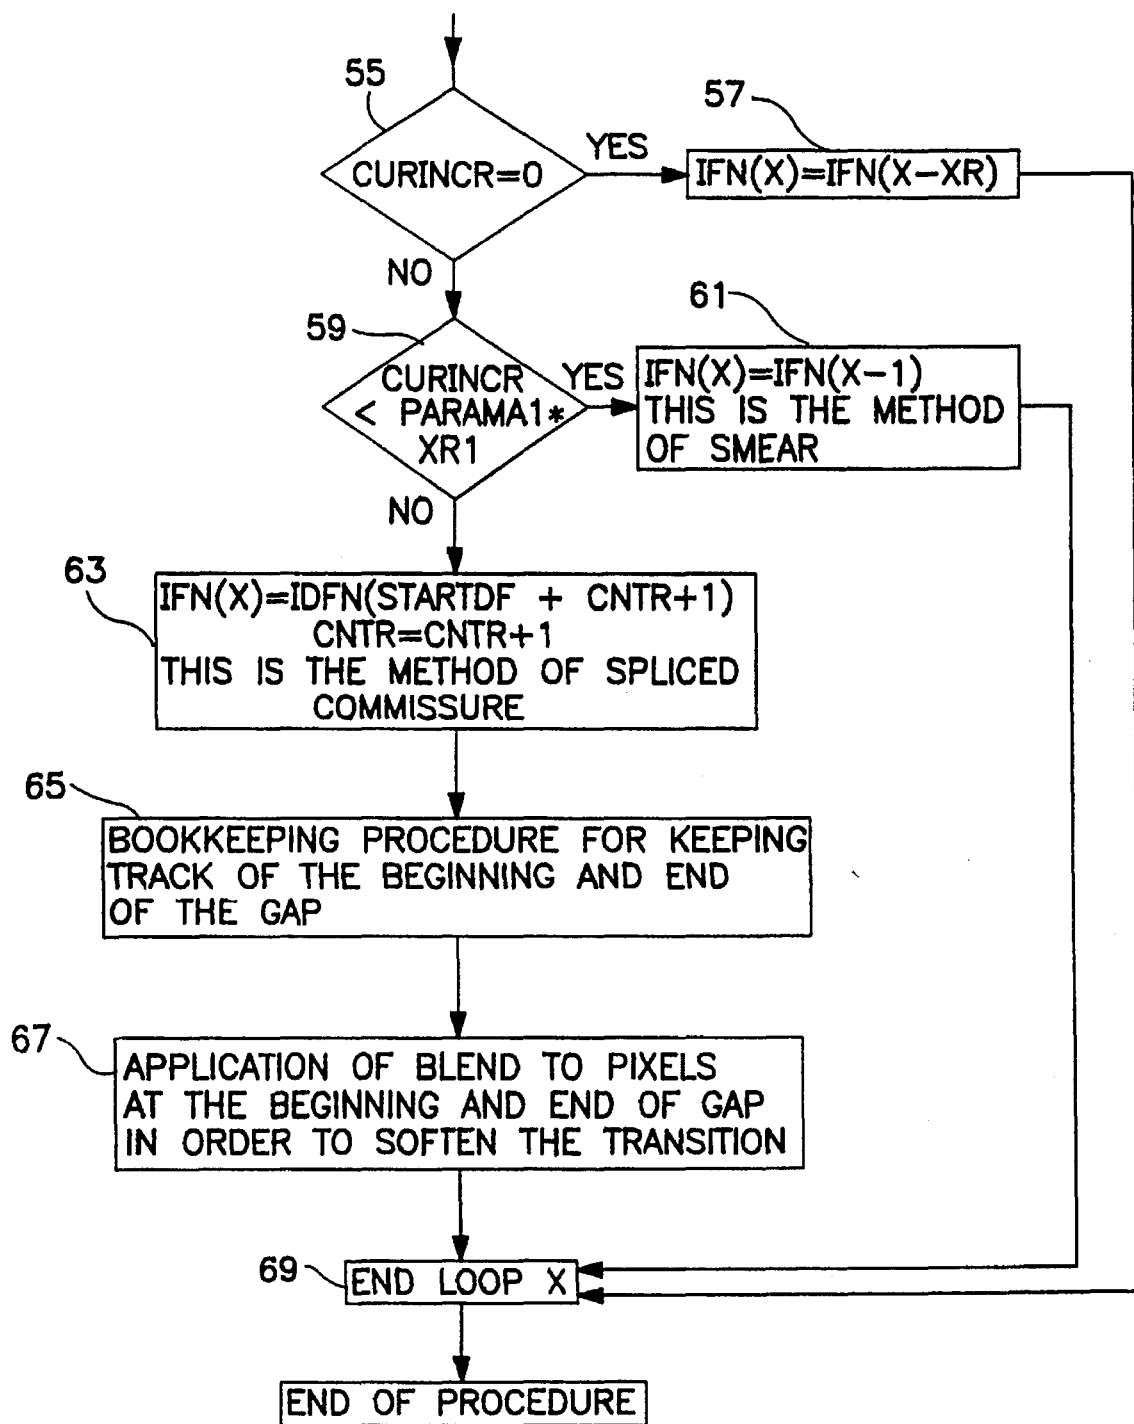 55
CURINCR=0
YES
57
IFN(X)=IFN(X-XR)
NO
59
CURINCR
< PARAMA1*
XR1
YES
61
IFN(X)=IFN(X-1)
THIS IS THE METHOD
OF SMEAR
NO
63
IFN(X)=IDFN(STARTDF + CNTR+1)
CNTR=CNTR+1
THIS IS THE METHOD OF SPLICED
COMMISSURE
65
BOOKKEEPING PROCEDURE FOR KEEPING
TRACK OF THE BEGINNING AND END
OF THE GAP
67
APPLICATION OF BLEND TO PIXELS
AT THE BEGINNING AND END OF GAP
IN ORDER TO SOFTEN THE TRANSITION
69
END LOOP X
END OF PROCEDURE